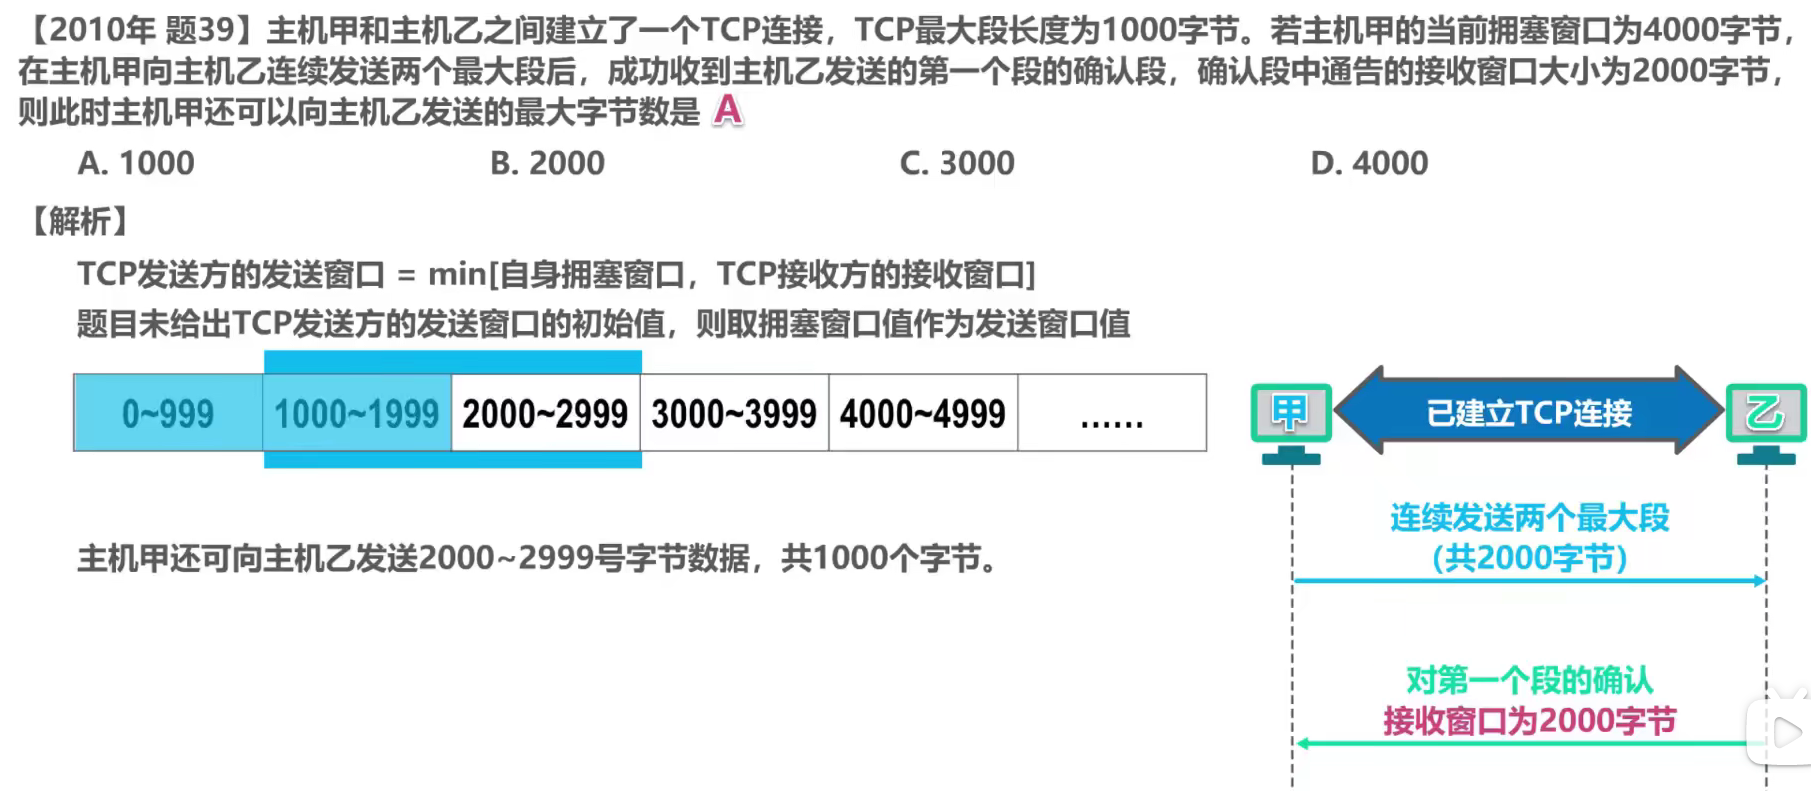 【2010年 题39】主机甲和主机乙之间建立了一个TCP连接，TCP最大段长度为1000字节。若主机甲的当前拥塞窗口为4000字节，
在主机甲向主机乙连续发送两个最大段后，成功收到主机乙发送的第一个段的确认段，确认段中通告的接收窗口大小为2000字节，
则此时主机甲还可以向主机乙发送的最大字节数是 A
A. 1000 B. 2000 C. 3000 D. 4000
【解析】
TCP发送方的发送窗口 = min[自身拥塞窗口，TCP接收方的接收窗口]
题目未给出TCP发送方的发送窗口的初始值，则取拥塞窗口值作为发送窗口值
0~999 1000~1999 2000~2999 3000~3999 4000~4999 ......
甲 已建立TCP连接 乙
主机甲还可向主机乙发送2000~2999号字节数据，共1000个字节。
连续发送两个最大段
（共2000字节）
对第一个段的确认
接收窗口为2000字节